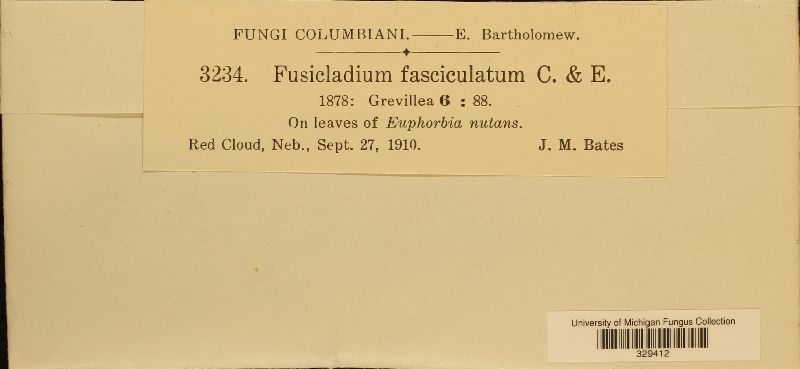 FUNGI COLUMBIANI.——E. Bartholomew.
3234. Fusicladium fasciculatum C. & E.
1878: Grevillea 6 : 88.
On leaves of Euphorbia nutans.
Red Cloud, Neb., Sept. 27, 1910. J. M. Bates
University of Michigan Fungus Collection
329412